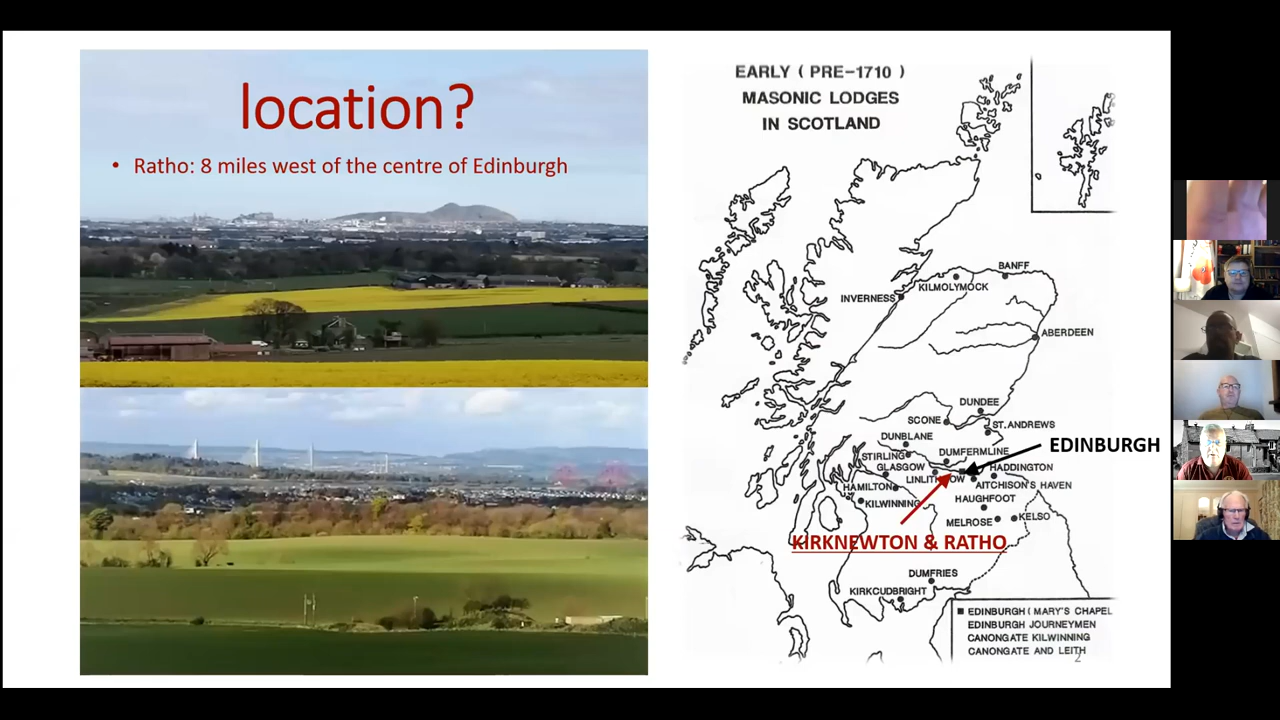 location?
• Ratho: 8 miles west of the centre of Edinburgh
EARLY ( PRE-1710 )
MASONIC LODGES
IN SCOTLAND
BANFF
KILMOLYMOCK
INVERNESS
ABERDEEN
DUNDEE
SCONE
ST. ANDREWS
DUNBLANE
EDINBURGH
DUMFERMLINE
STIRLING
GLASGOW
HADDINGTON
LINLITHGOW
AITCHISON'S HAVEN
HAMILTON
HAUGHFOOT
KILWINNING
MELROSE
KELSO
KIRKNEWTON & RATHO
DUMFRIES
KIRKCUDBRIGHT
■ EDINBURGH ( MARY'S CHAPEL
EDINBURGH JOURNEYMEN
CANONGATE KILWINNING
CANONGATE AND LEITH
2